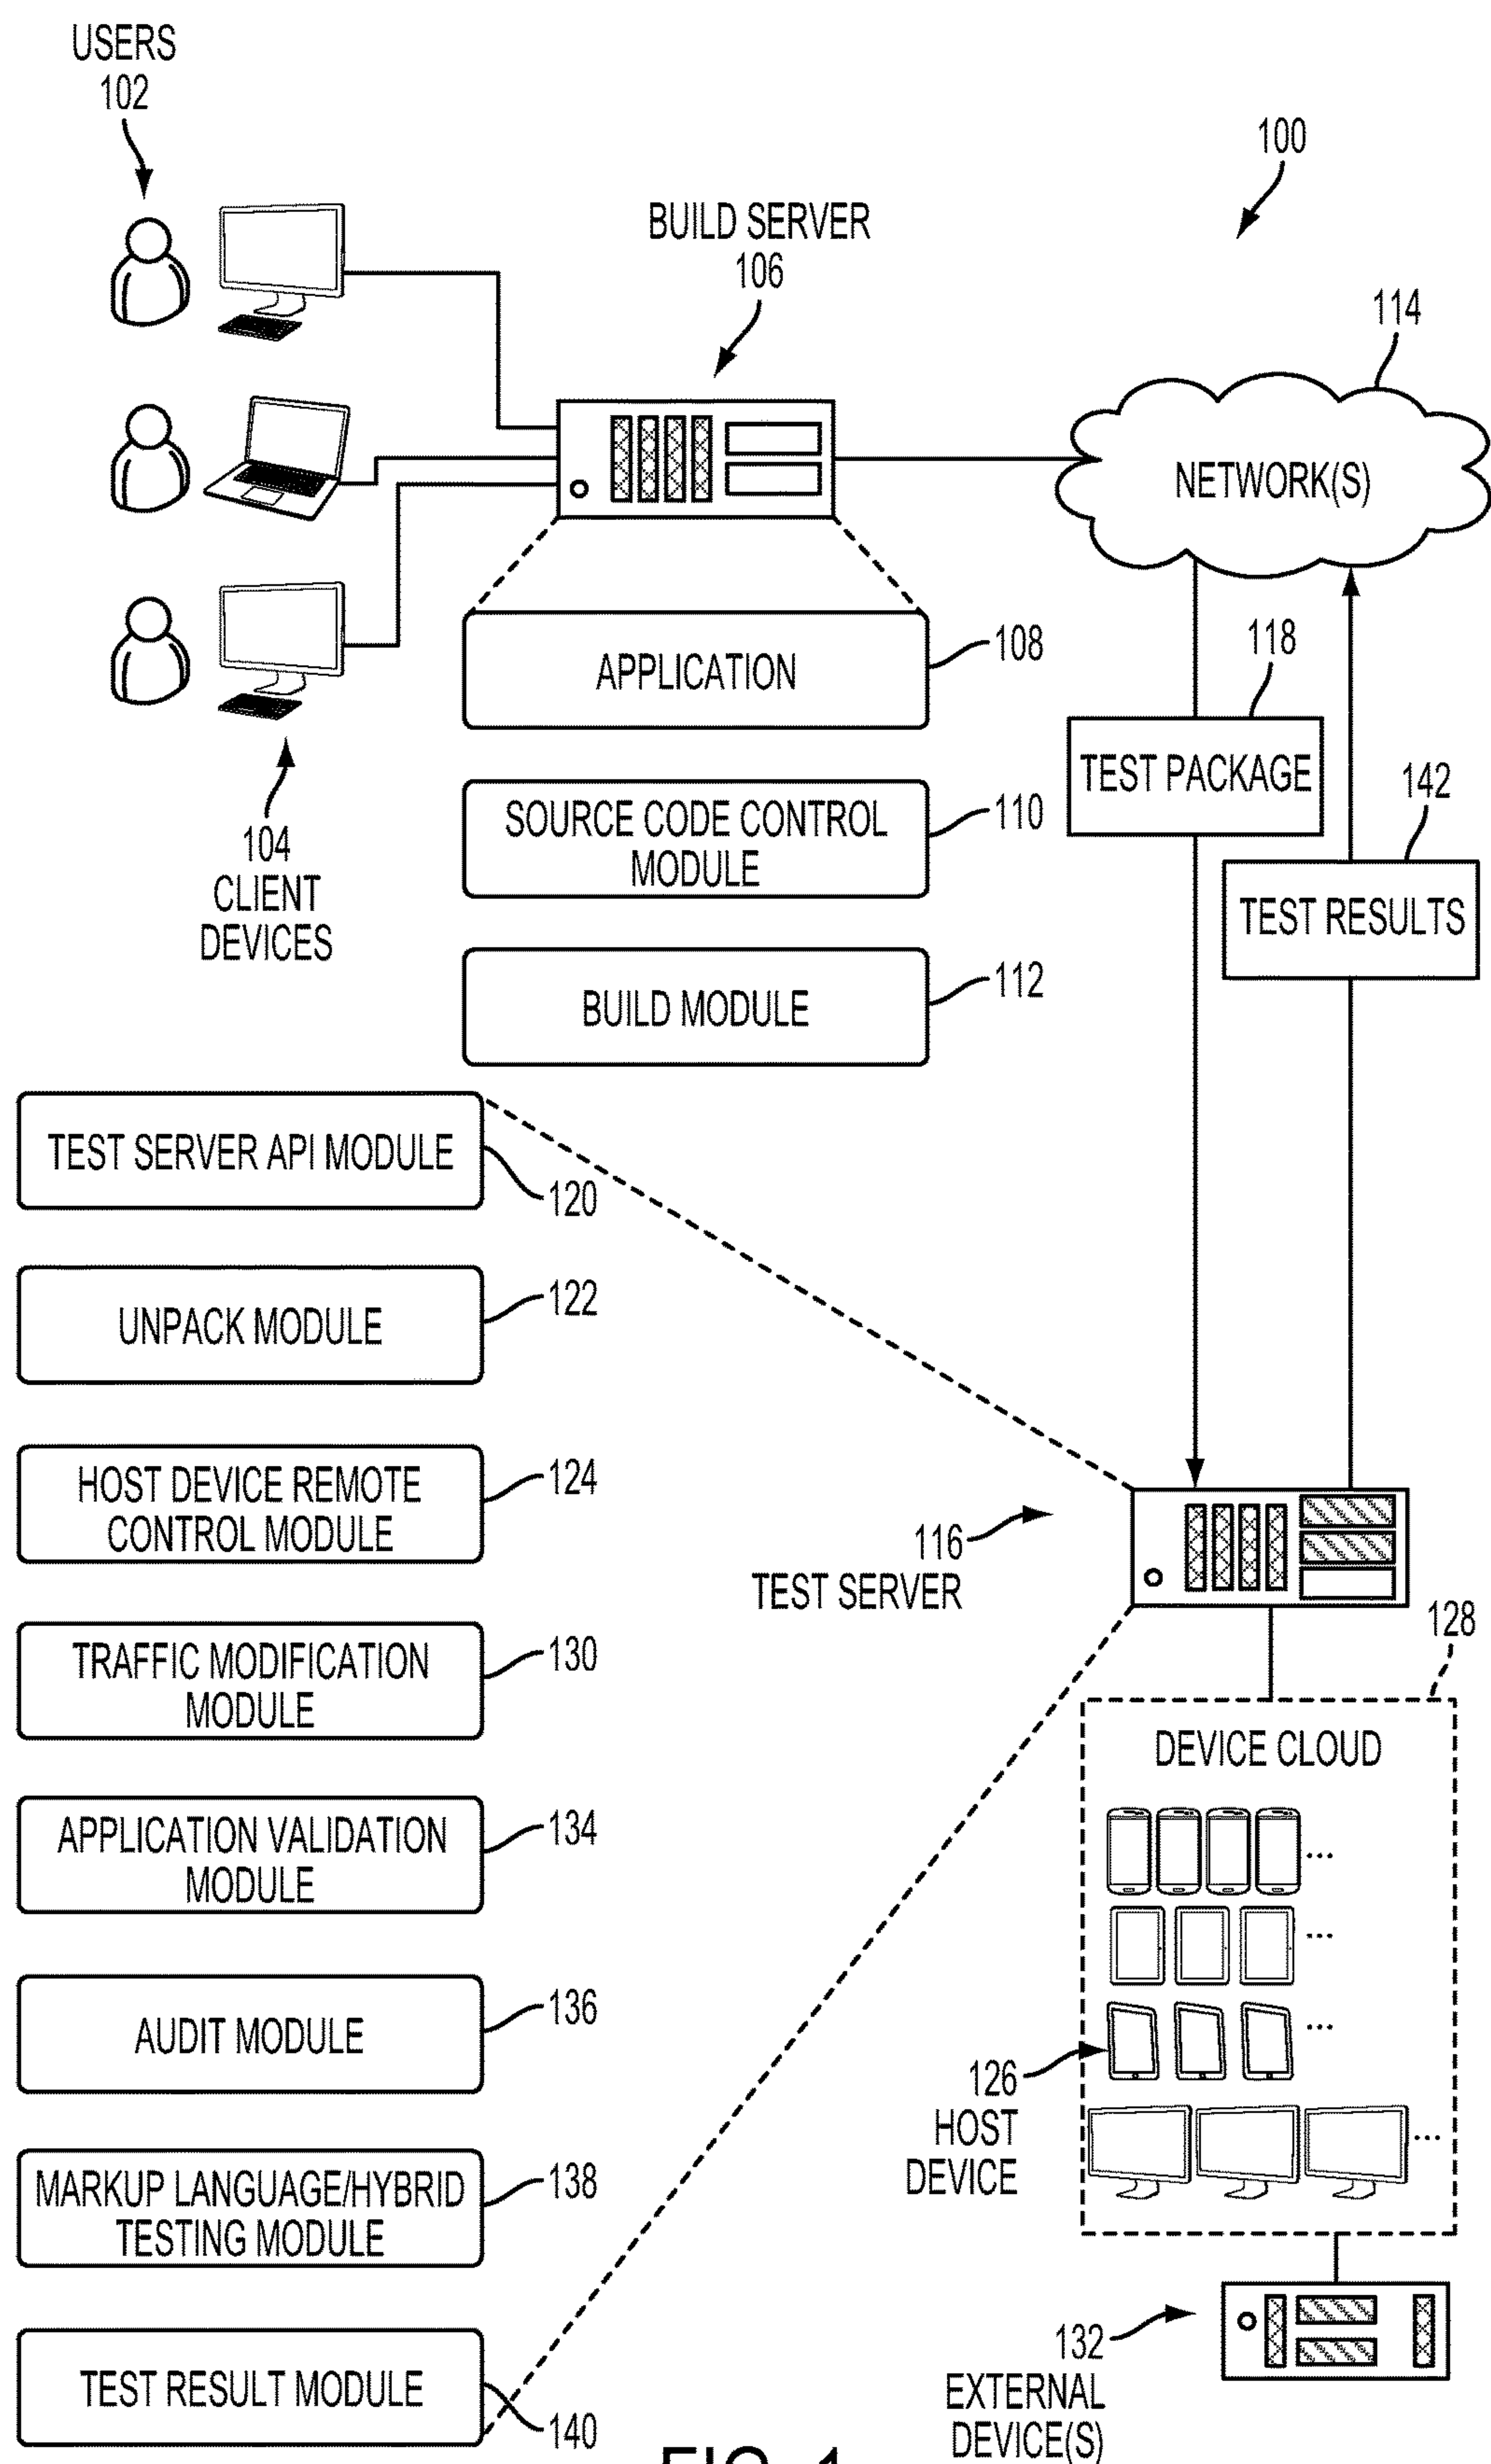 USERS
102
100
BUILD SERVER
106
114
NETWORK(S)
APPLICATION
108
118
TEST PACKAGE
SOURCE CODE CONTROL
MODULE
110
142
TEST RESULTS
104
CLIENT
DEVICES
BUILD MODULE
112
TEST SERVER API MODULE
120
UNPACK MODULE
122
HOST DEVICE REMOTE
CONTROL MODULE
124
116
TEST SERVER
TRAFFIC MODIFICATION
MODULE
130
128
DEVICE CLOUD
...
...
...
...
APPLICATION VALIDATION
MODULE
134
AUDIT MODULE
136
126
HOST
DEVICE
MARKUP LANGUAGE/HYBRID
TESTING MODULE
138
TEST RESULT MODULE
140
132
EXTERNAL
DEVICE(S)
FIG. 1